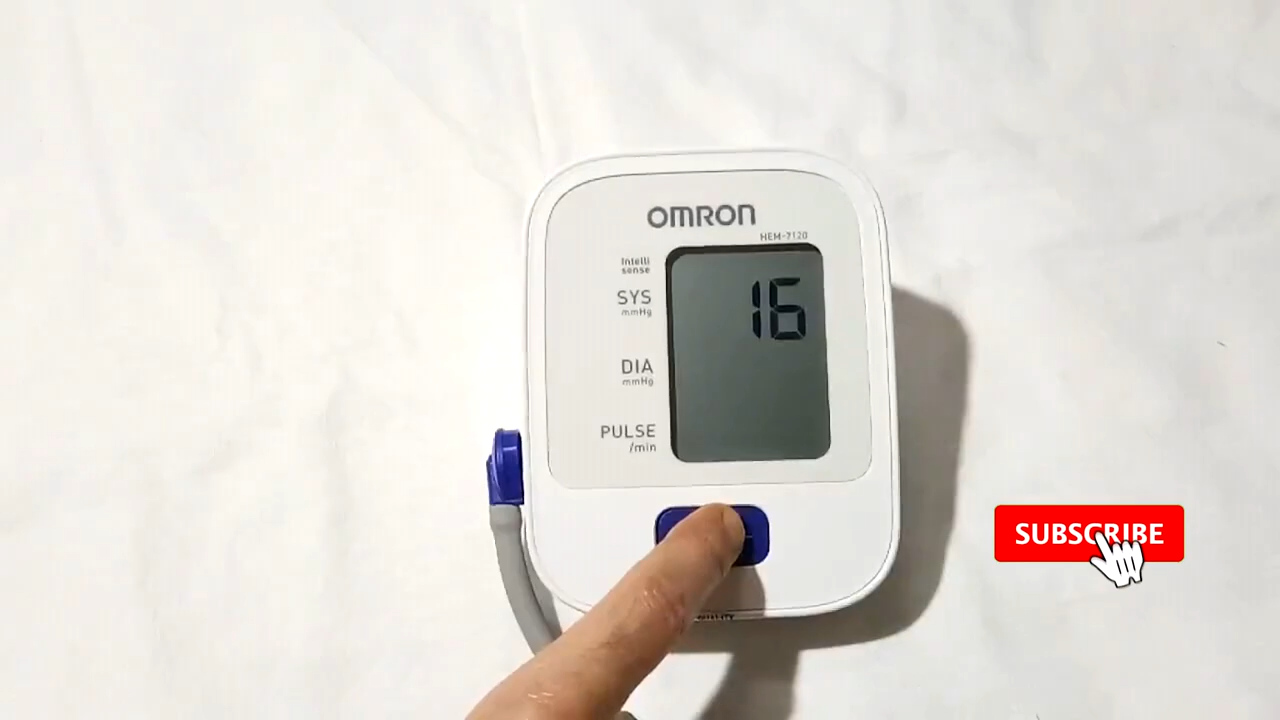 OMRON
HEM-7120
Intelli
sense
SYS
mmHg
16
DIA
mmHg
PULSE
/min
SUBSCRIBE